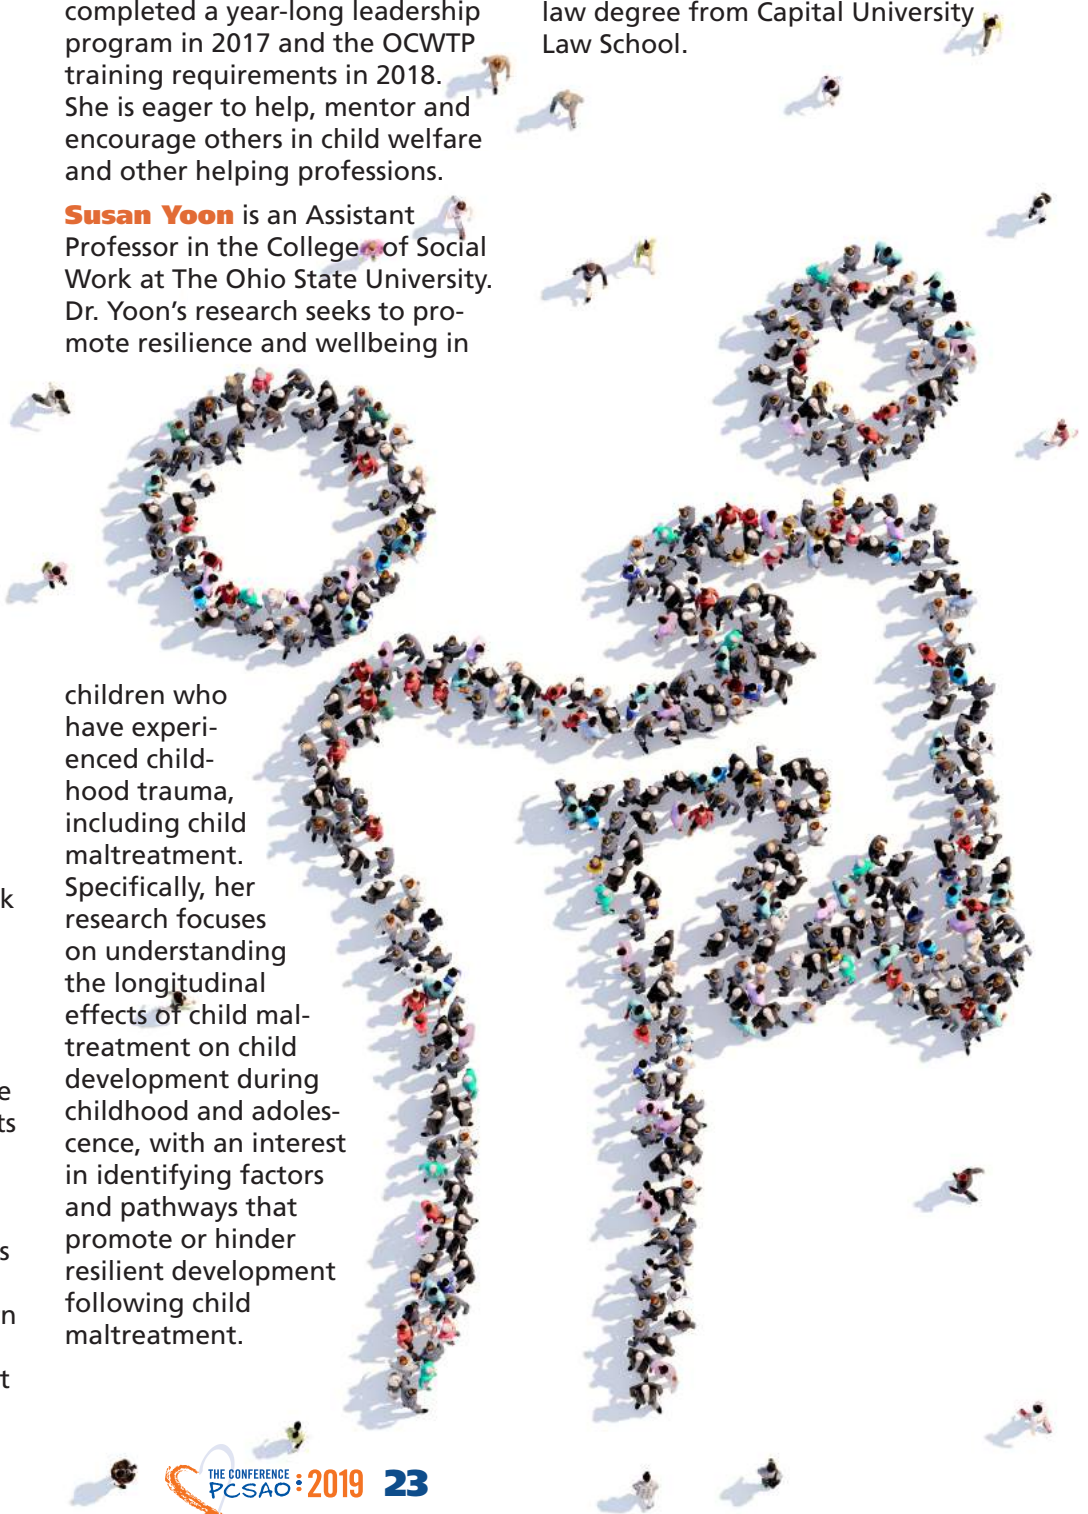 completed a year-long leadership
program in 2017 and the OCWTP
training requirements in 2018.
She is eager to help, mentor and
encourage others in child welfare
and other helping professions.
Susan Yoon is an Assistant
Professor in the College of Social
Work at The Ohio State University.
Dr. Yoon’s research seeks to pro-
mote resilience and wellbeing in
children who
have experi-
enced child-
hood trauma,
including child
maltreatment.
Specifically, her
research focuses
on understanding
the longitudinal
effects of child mal-
treatment on child
development during
childhood and adoles-
cence, with an interest
in identifying factors
and pathways that
promote or hinder
resilient development
following child
maltreatment.
law degree from Capital University
Law School.
THE CONFERENCE
PCSAO : 2019 23